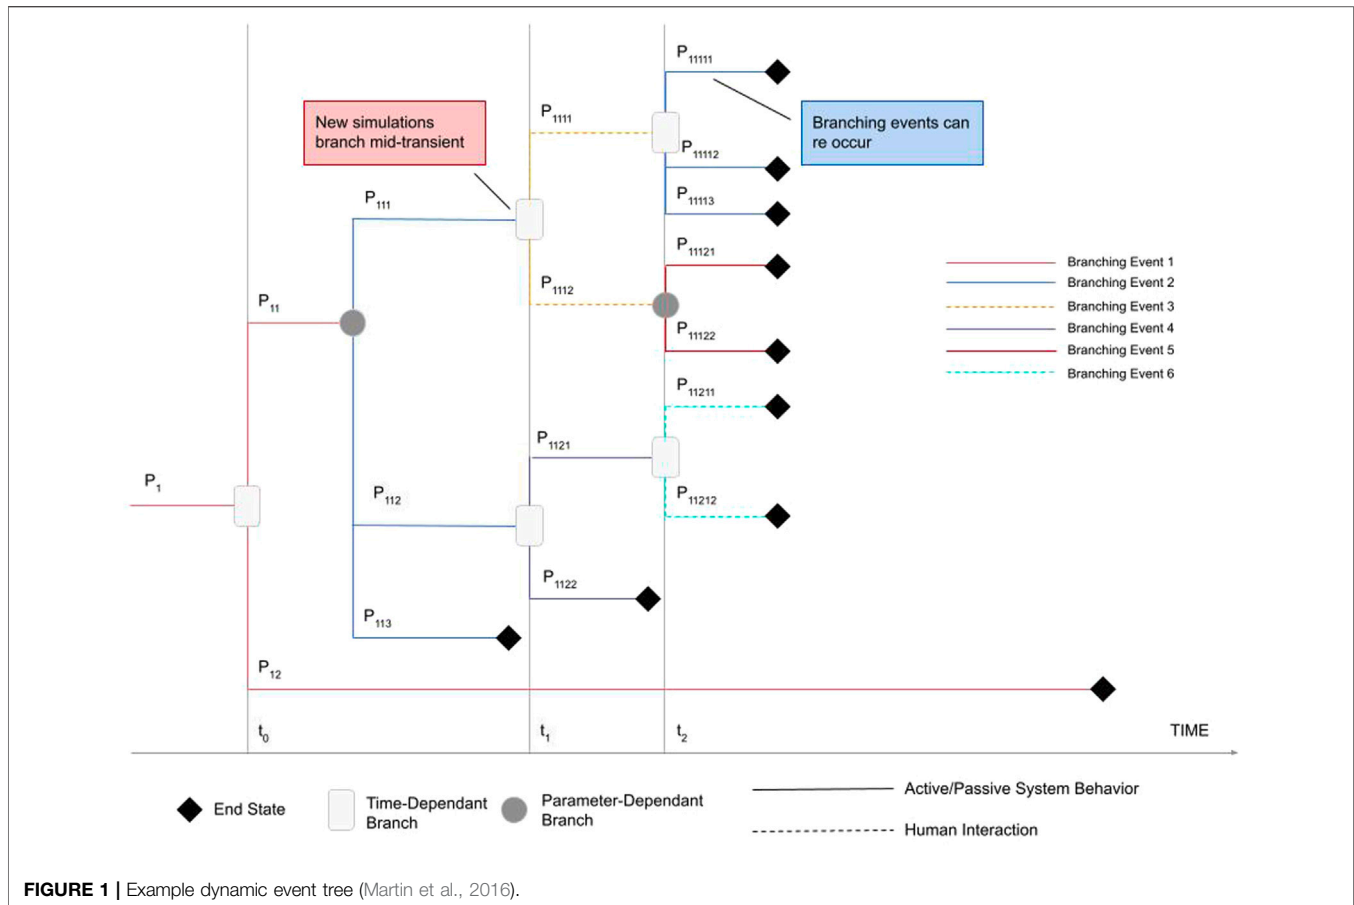 P11111
New simulations
branch mid-transient
P1111
Branching events can
re occur
P11112
P111
P11113
P11121
Branching Event 1
P1112
Branching Event 2
P11
Branching Event 3
P11122
Branching Event 4
Branching Event 5
Branching Event 6
P11211
P1121
P1
P112
P11212
P1122
P113
P12
t0
t1
t2
TIME
End State
Time-Dependant
Branch
Parameter-Dependant
Branch
Active/Passive System Behavior
Human Interaction
FIGURE 1 | Example dynamic event tree (Martin et al., 2016).